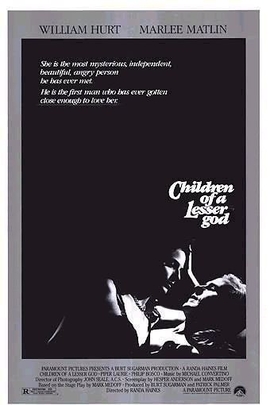 WILLIAM HURT MARLEE MATLIN
She is the most mysterious, independent,
beautiful, angry person
he has ever met.
He is the first man who has ever gotten
close enough to love her.
Children
of a
Lesser
god
PARAMOUNT PICTURES PRESENTS A BURT SUGARMAN PRODUCTION · A RANDA HAINES FILM
CHILDREN OF A LESSER GOD · PIPER LAURIE · PHILIP BOSCO · Music by MICHAEL CONVERTINO
Director of Photography JOHN SEALE, A.C.S. · Screenplay by HESPER ANDERSON and MARK MEDOFF
Based on the Stage Play by MARK MEDOFF · Produced by BURT SUGARMAN and PATRICK PALMER
R Directed by RANDA HAINES A PARAMOUNT PICTURE